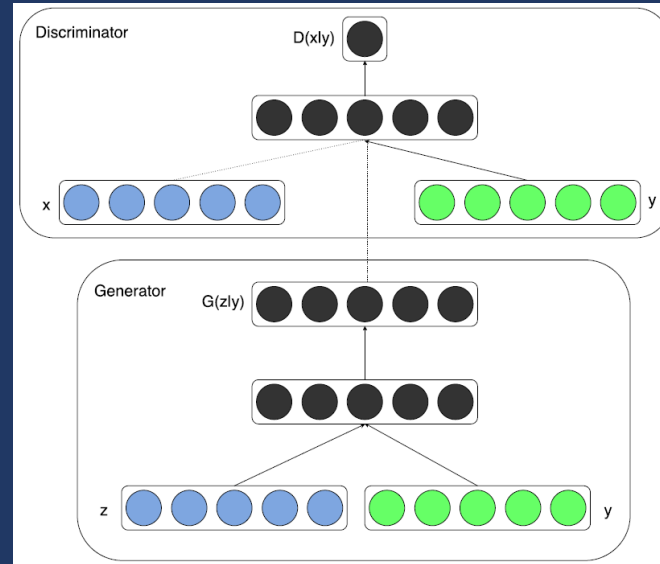 Discriminator
D(x|y)
x
y
Generator
G(z|y)
z
y